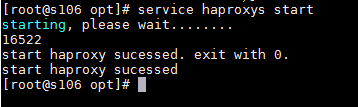 [root@s106 opt]# service haproxys start
starting, please wait........
16522
start haproxy sucessed. exit with 0.
start haproxy sucessed
[root@s106 opt]#